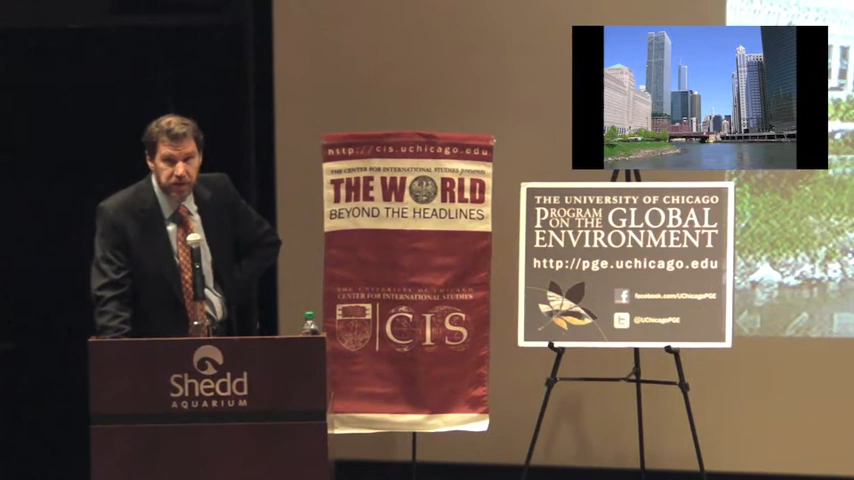 http://cis.uchicago.edu
THE CENTER FOR INTERNATIONAL STUDIES presents
THE WORLD
BEYOND THE HEADLINES
THE UNIVERSITY OF CHICAGO
CENTER FOR INTERNATIONAL STUDIES
CIS
THE UNIVERSITY OF CHICAGO
PROGRAM ON THE GLOBAL
ENVIRONMENT
http://pge.uchicago.edu
facebook.com/UChicagoPGE
@UChicagoPGE
Shedd
AQUARIUM